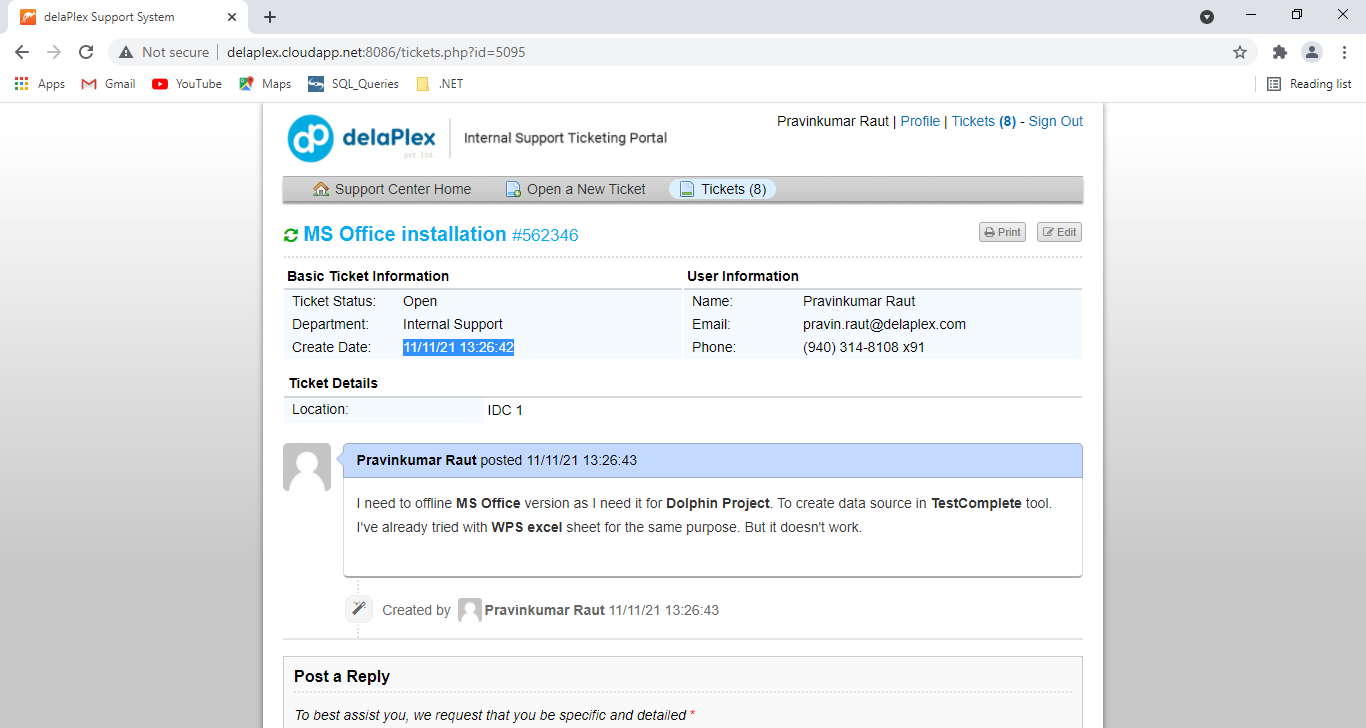 delaPlex Support System
Not secure delaplex.cloudapp.net:8086/tickets.php?id=5095
Apps Gmail YouTube Maps SQL_Queries .NET Reading list
dp delaPlex pvt. ltd. Internal Support Ticketing Portal
Pravinkumar Raut | Profile | Tickets (8) - Sign Out
Support Center Home Open a New Ticket Tickets (8)
MS Office installation #562346 Print Edit
Basic Ticket Information User Information
Ticket Status: Open Name: Pravinkumar Raut
Department: Internal Support Email: pravin.raut@delaplex.com
Create Date: 11/11/21 13:26:42 Phone: (940) 314-8108 x91
Ticket Details
Location: IDC 1
Pravinkumar Raut posted 11/11/21 13:26:43
I need to offline MS Office version as I need it for Dolphin Project. To create data source in TestComplete tool.
I've already tried with WPS excel sheet for the same purpose. But it doesn't work.
Created by Pravinkumar Raut 11/11/21 13:26:43
Post a Reply
To best assist you, we request that you be specific and detailed *